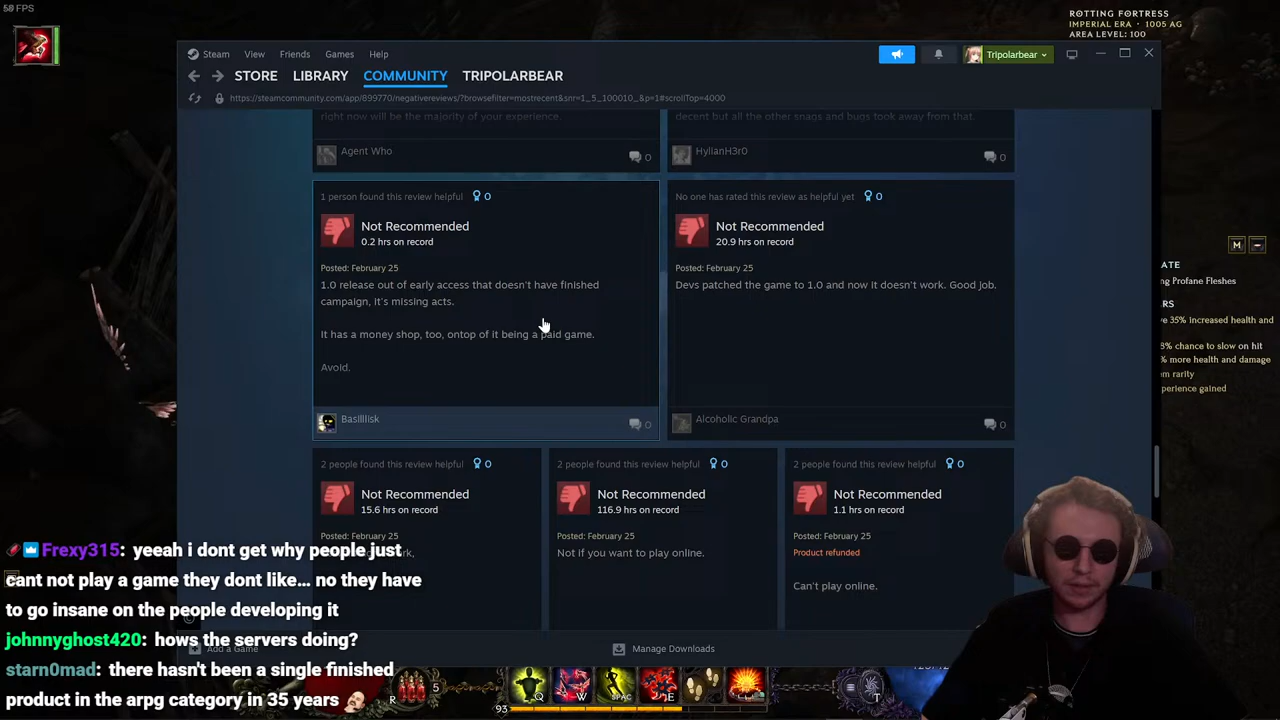 58 FPS
ROTTING FORTRESS
IMPERIAL ERA • 1005 AG
AREA LEVEL: 100
Steam View Friends Games Help
Tripolarbear
STORE LIBRARY COMMUNITY TRIPOLARBEAR
https://steamcommunity.com/app/899770/negativereviews/?browsefilter=mostrecent&snr=1_5_100010_&p=1#scrollTop=4000
right now will be the majority of your experience.
Agent Who
0
decent but all the other snags and bugs took away from that.
HylianH3r0
0
1 person found this review helpful 0
Not Recommended
0.2 hrs on record
Posted: February 25
1.0 release out of early access that doesn't have finished
campaign, it's missing acts.
It has a money shop, too, ontop of it being a paid game.
Avoid.
Basilllisk
0
No one has rated this review as helpful yet 0
Not Recommended
20.9 hrs on record
Posted: February 25
Devs patched the game to 1.0 and now it doesn't work. Good job.
Alcoholic Grandpa
0
2 people found this review helpful 0
Not Recommended
15.6 hrs on record
Posted: February 25
2 people found this review helpful 0
Not Recommended
116.9 hrs on record
Posted: February 25
Not if you want to play online.
2 people found this review helpful 0
Not Recommended
1.1 hrs on record
Posted: February 25
Product refunded
Can't play online.
Add a Game
Manage Downloads
M
ATE
ng Profane Fleshes
RS
e 35% increased health and
8% chance to slow on hit
% more health and damage
m rarity
perience gained
Frexy315: yeeah i dont get why people just
cant not play a game they dont like... no they have
to go insane on the people developing it
johnnyghost420: hows the servers doing?
starn0mad: there hasn't been a single finished
product in the arpg category in 35 years
R
5
Q
W
SPAC
E
T
93